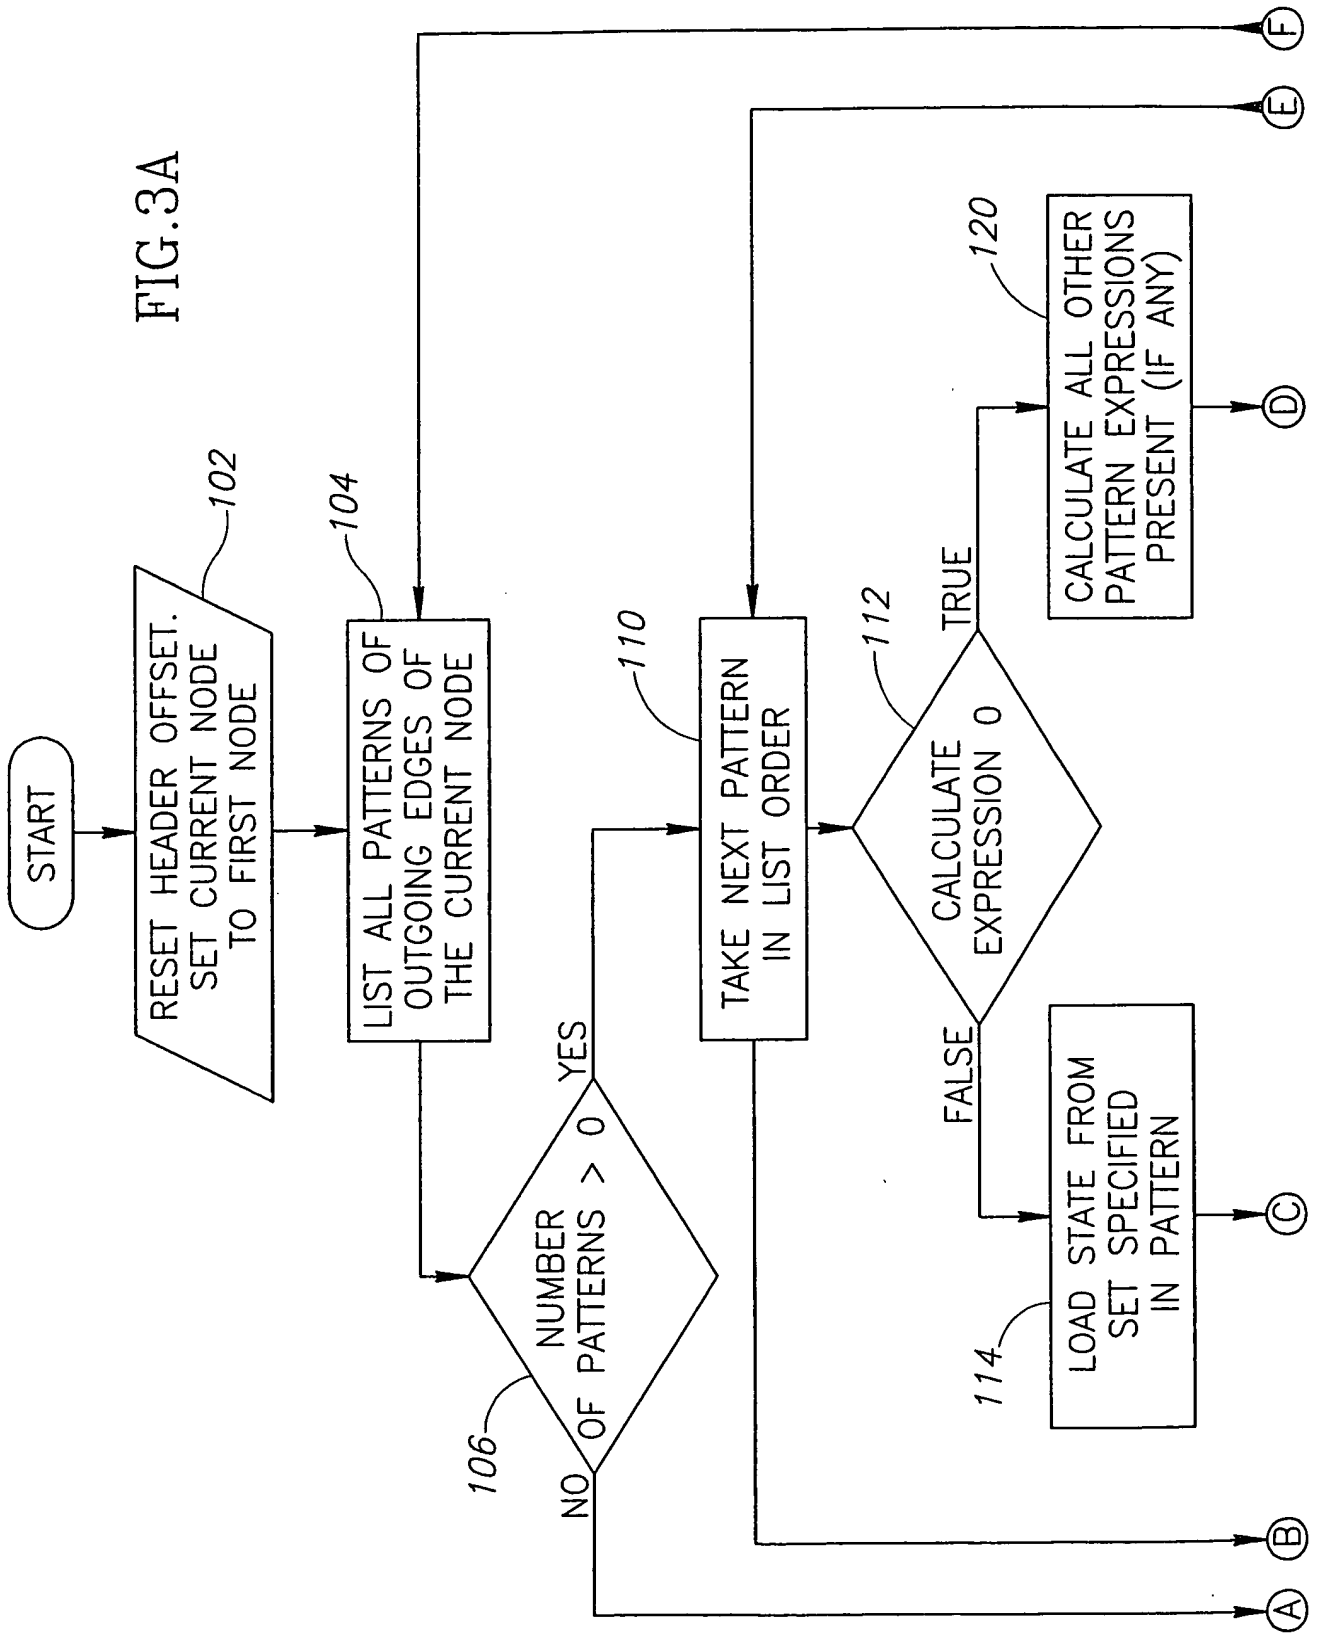 FIG.3A
START
RESET HEADER OFFSET.
SET CURRENT NODE
TO FIRST NODE
102
LIST ALL PATTERNS OF
OUTGOING EDGES OF
THE CURRENT NODE
104
NUMBER
OF PATTERNS > 0
106
NO
YES
TAKE NEXT PATTERN
IN LIST ORDER
110
CALCULATE
EXPRESSION 0
112
FALSE
TRUE
LOAD STATE FROM
SET SPECIFIED
IN PATTERN
114
CALCULATE ALL OTHER
PATTERN EXPRESSIONS
PRESENT (IF ANY)
120
A
B
C
D
E
F